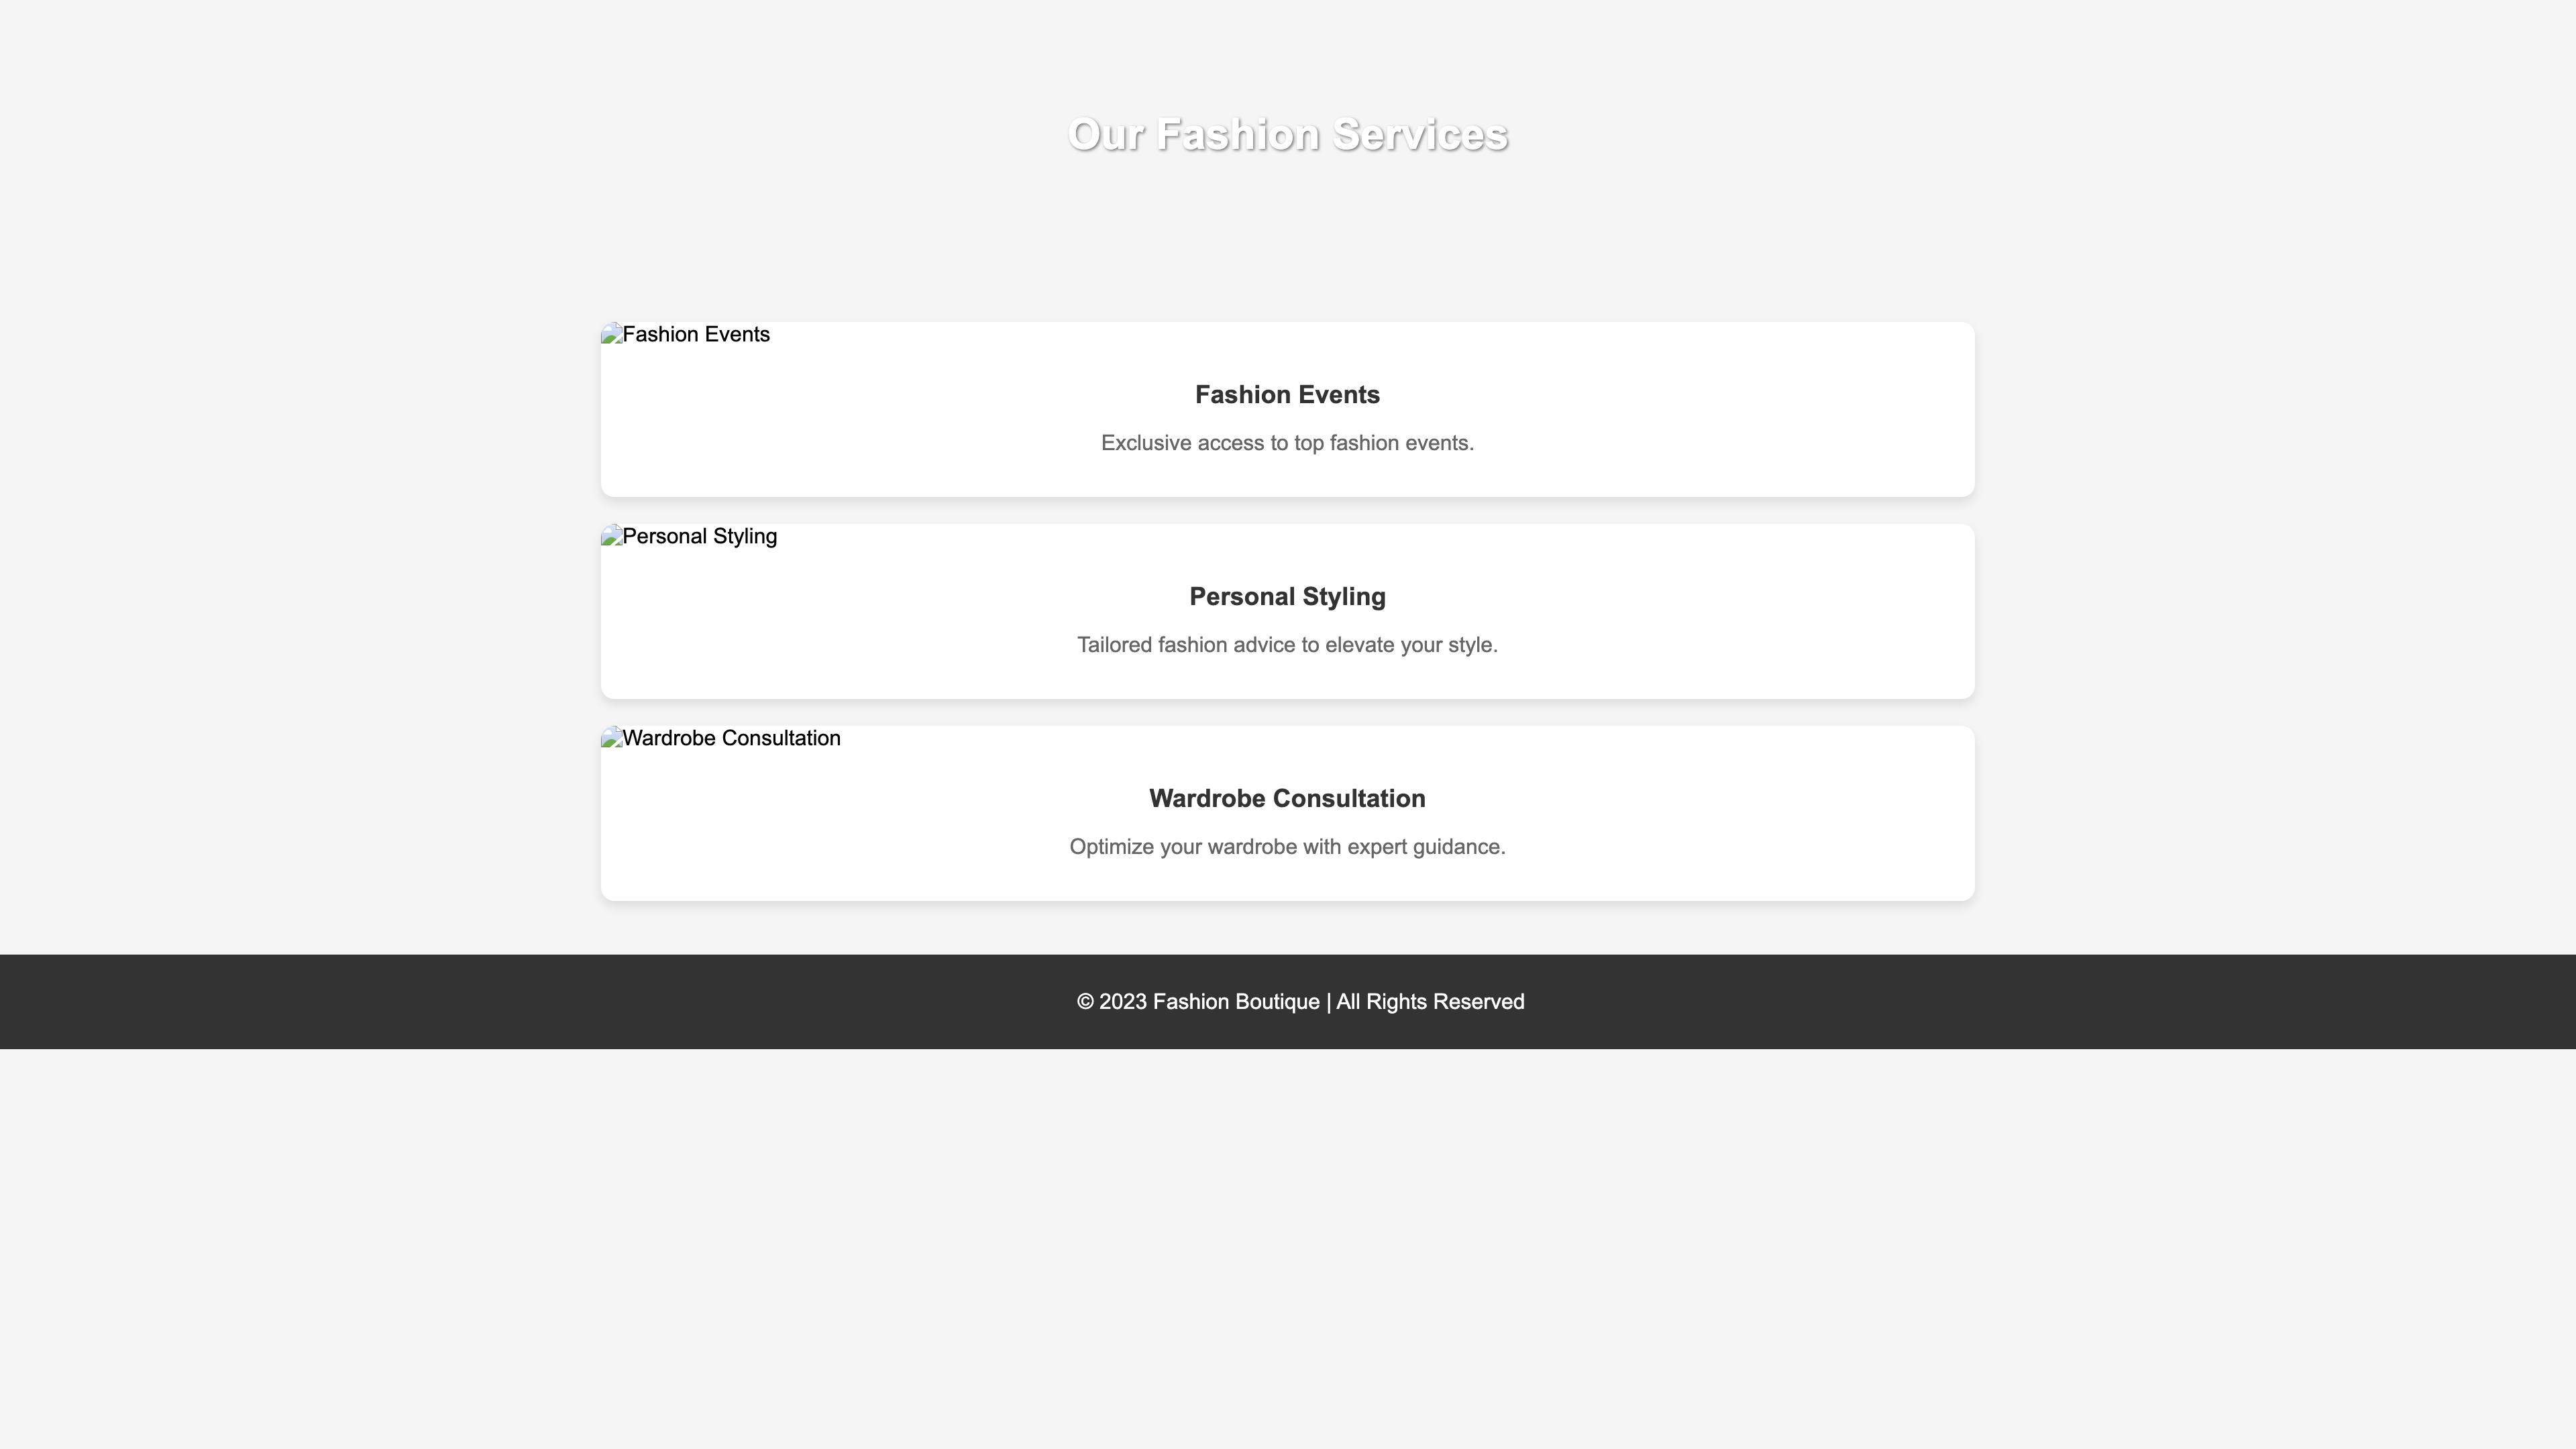 Our Fashion Services
Fashion Events
Fashion Events
Exclusive access to top fashion events.
Personal Styling
Personal Styling
Tailored fashion advice to elevate your style.
Wardrobe Consultation
Wardrobe Consultation
Optimize your wardrobe with expert guidance.
© 2023 Fashion Boutique | All Rights Reserved